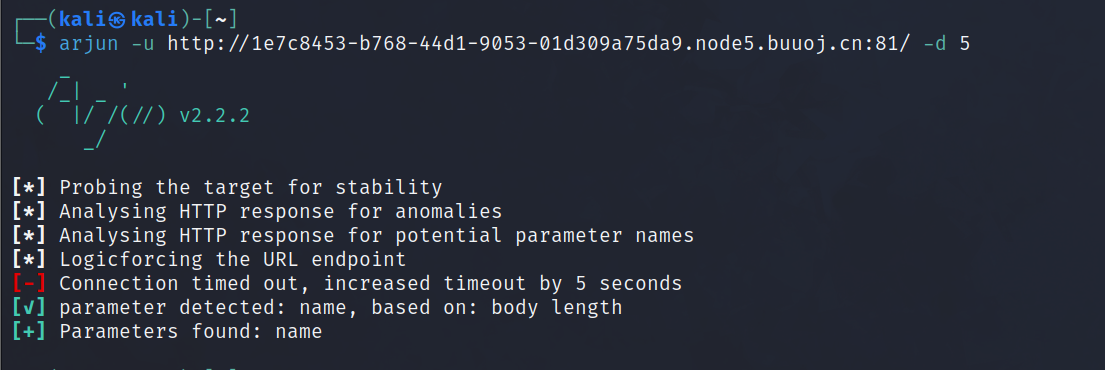 ┌──(kali㉿kali)-[~]
└─$ arjun -u http://1e7c8453-b768-44d1-9053-01d309a75da9.node5.buuoj.cn:81/ -d 5
    _
   /_| _ '
  (  |/ /(//) v2.2.2
      _/
[*] Probing the target for stability
[*] Analysing HTTP response for anomalies
[*] Analysing HTTP response for potential parameter names
[*] Logicforcing the URL endpoint
[-] Connection timed out, increased timeout by 5 seconds
[√] parameter detected: name, based on: body length
[+] Parameters found: name